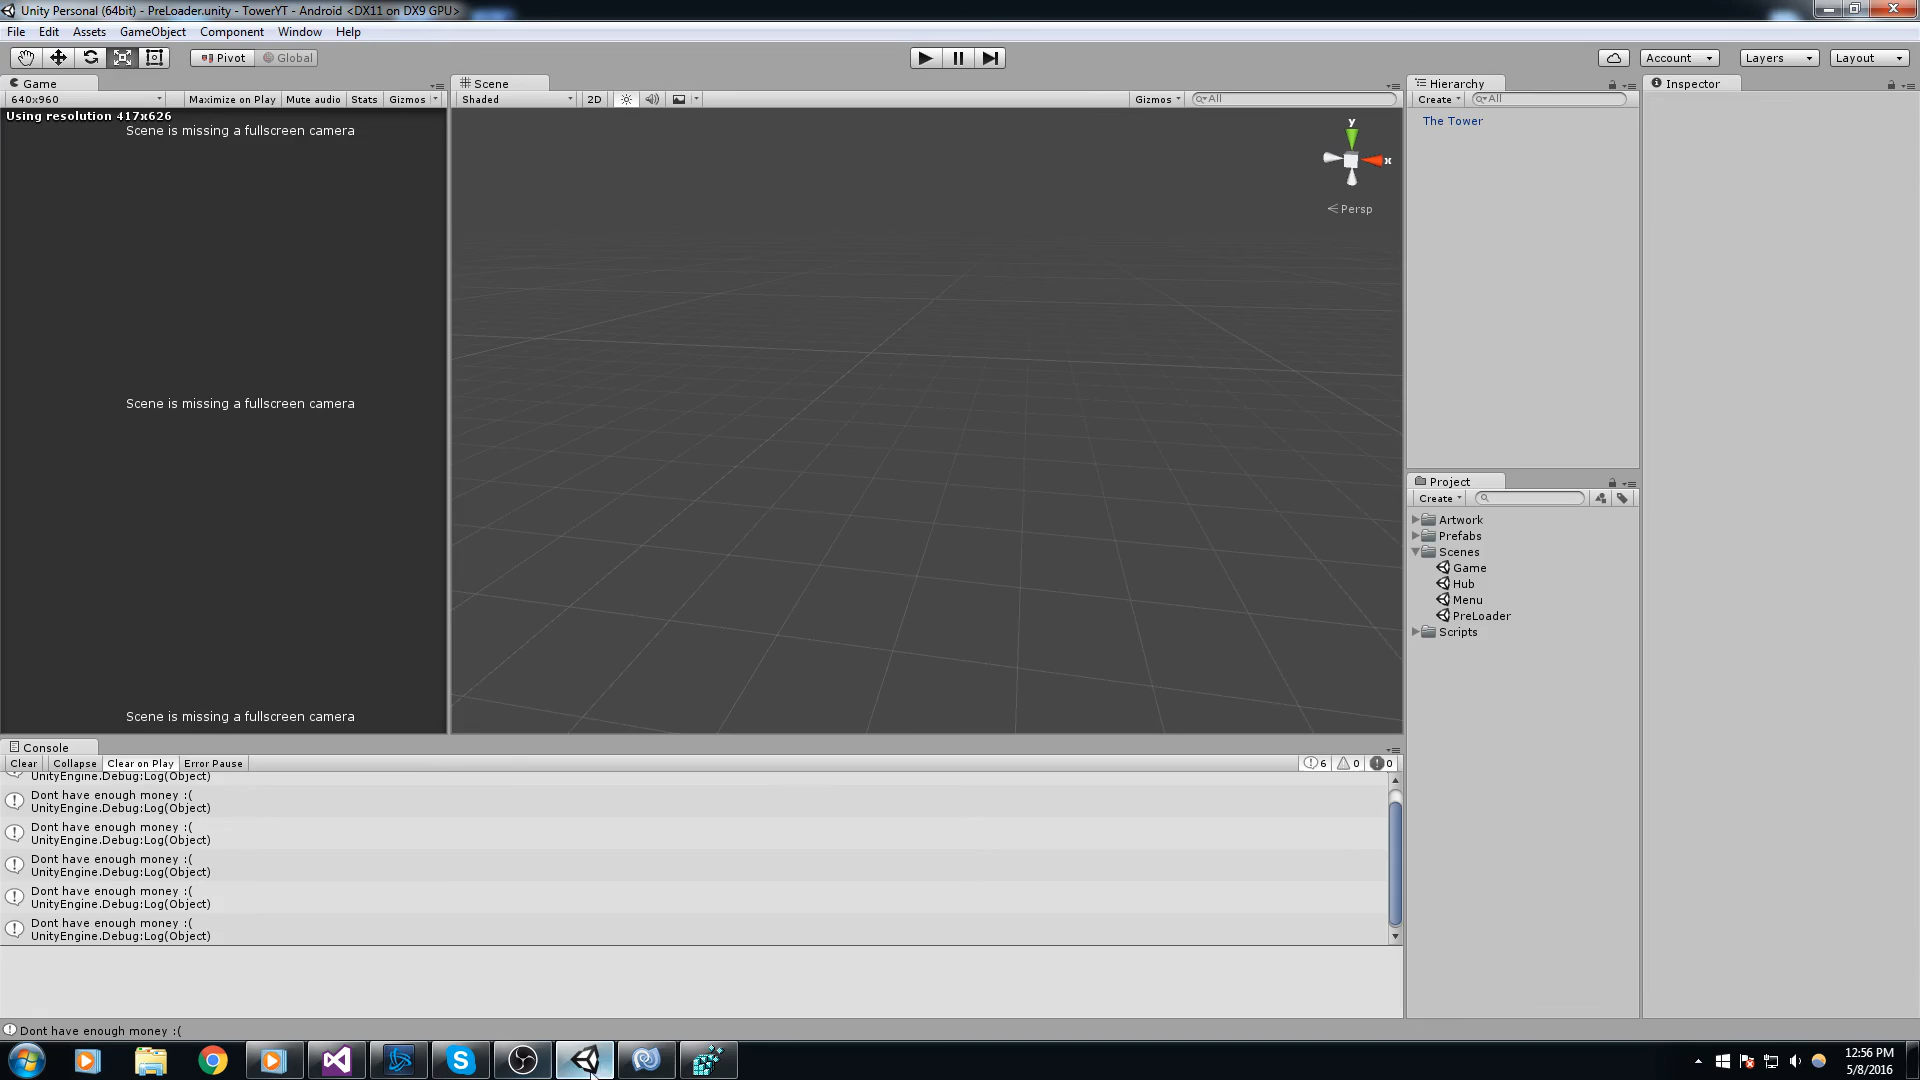 Unity Personal (64bit) - PreLoader.unity - TowerYT - Android <DX11 on DX9 GPU>
File Edit Assets GameObject Component Window Help
Pivot Global Account Layers Layout
Game Scene Hierarchy Inspector
640x960 Maximize on Play Mute audio Stats Gizmos Shaded 2D Gizmos All Create All
Using resolution 417x626
Scene is missing a fullscreen camera
y
The Tower
x
Persp
Scene is missing a fullscreen camera
Project
Create
Artwork
Prefabs
Scenes
Game
Hub
Menu
PreLoader
Scripts
Scene is missing a fullscreen camera
Console
Clear Collapse Clear on Play Error Pause 6 0 0
UnityEngine.Debug:Log(Object)
Dont have enough money :(
UnityEngine.Debug:Log(Object)
Dont have enough money :(
UnityEngine.Debug:Log(Object)
Dont have enough money :(
UnityEngine.Debug:Log(Object)
Dont have enough money :(
UnityEngine.Debug:Log(Object)
Dont have enough money :(
UnityEngine.Debug:Log(Object)
Dont have enough money :(
12:56 PM
5/8/2016